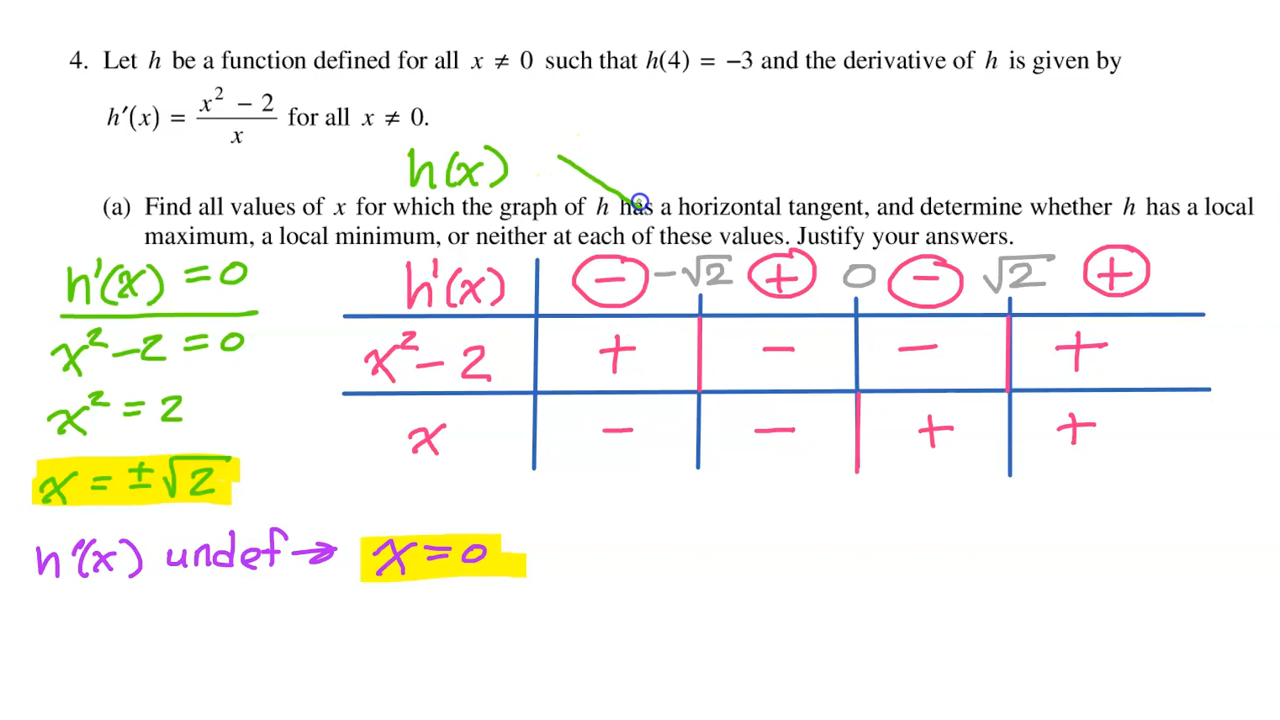 4. Let h be a function defined for all x ≠ 0 such that h(4) = −3 and the derivative of h is given by
h′(x) = (x² − 2)/x for all x ≠ 0.
h(x)
(a) Find all values of x for which the graph of h has a horizontal tangent, and determine whether h has a local
maximum, a local minimum, or neither at each of these values. Justify your answers.
h'(x) = 0
x² − 2 = 0
x² = 2
x = ±√2
h'(x) undef → x = 0
h'(x) − −√2 + 0 − √2 +
x² − 2 + − − +
x − − + +